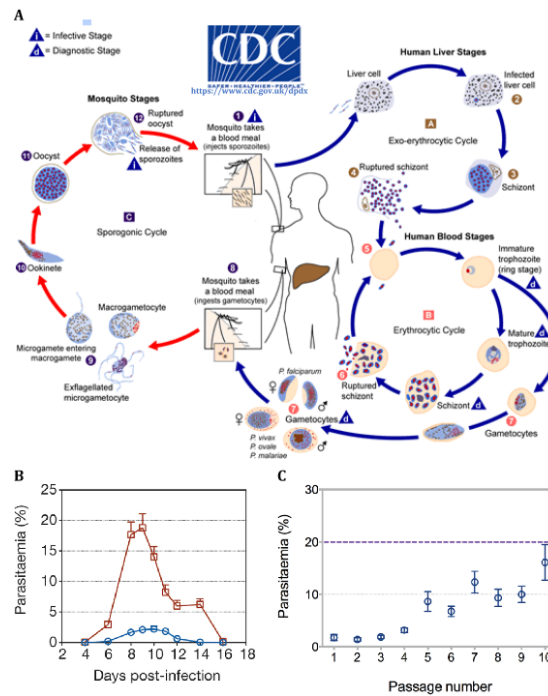 A
i = Infective Stage
d = Diagnostic Stage
CDC
SAFER·HEALTHIER·PEOPLE™
https://www.cdc.gov.uk/dpdx
Human Liver Stages
Liver cell
Infected
liver cell
2
Mosquito Stages
12 Ruptured
oocyst
1 i
Mosquito takes
a blood meal
(injects sporozoites)
A
Exo-erythrocytic Cycle
11 Oocyst
Release of
sporozoites
i
4 Ruptured schizont
3
Schizont
C
Sporogonic Cycle
Human Blood Stages
5
Immature
trophozoite
(ring stage)
d
10 Ookinete
8
Mosquito takes
a blood meal
(ingests gametocytes)
Macrogametocyte
B
Erythrocytic Cycle
d
Mature
trophozoite
Microgamete entering
macrogamete 9
6
Ruptured
schizont
Schizont d
Exflagellated
microgametocyte
P. falciparum
♀ 7 ♂
Gametocytes d
♀ ♂
P. vivax
P. ovale
P. malariae
7
Gametocytes
B
Parasitaemia (%)
25
20
15
10
5
0
2 4 6 8 10 12 14 16 18
Days post-infection
C
Parasitaemia (%)
30
20
10
0
1 2 3 4 5 6 7 8 9 10
Passage number